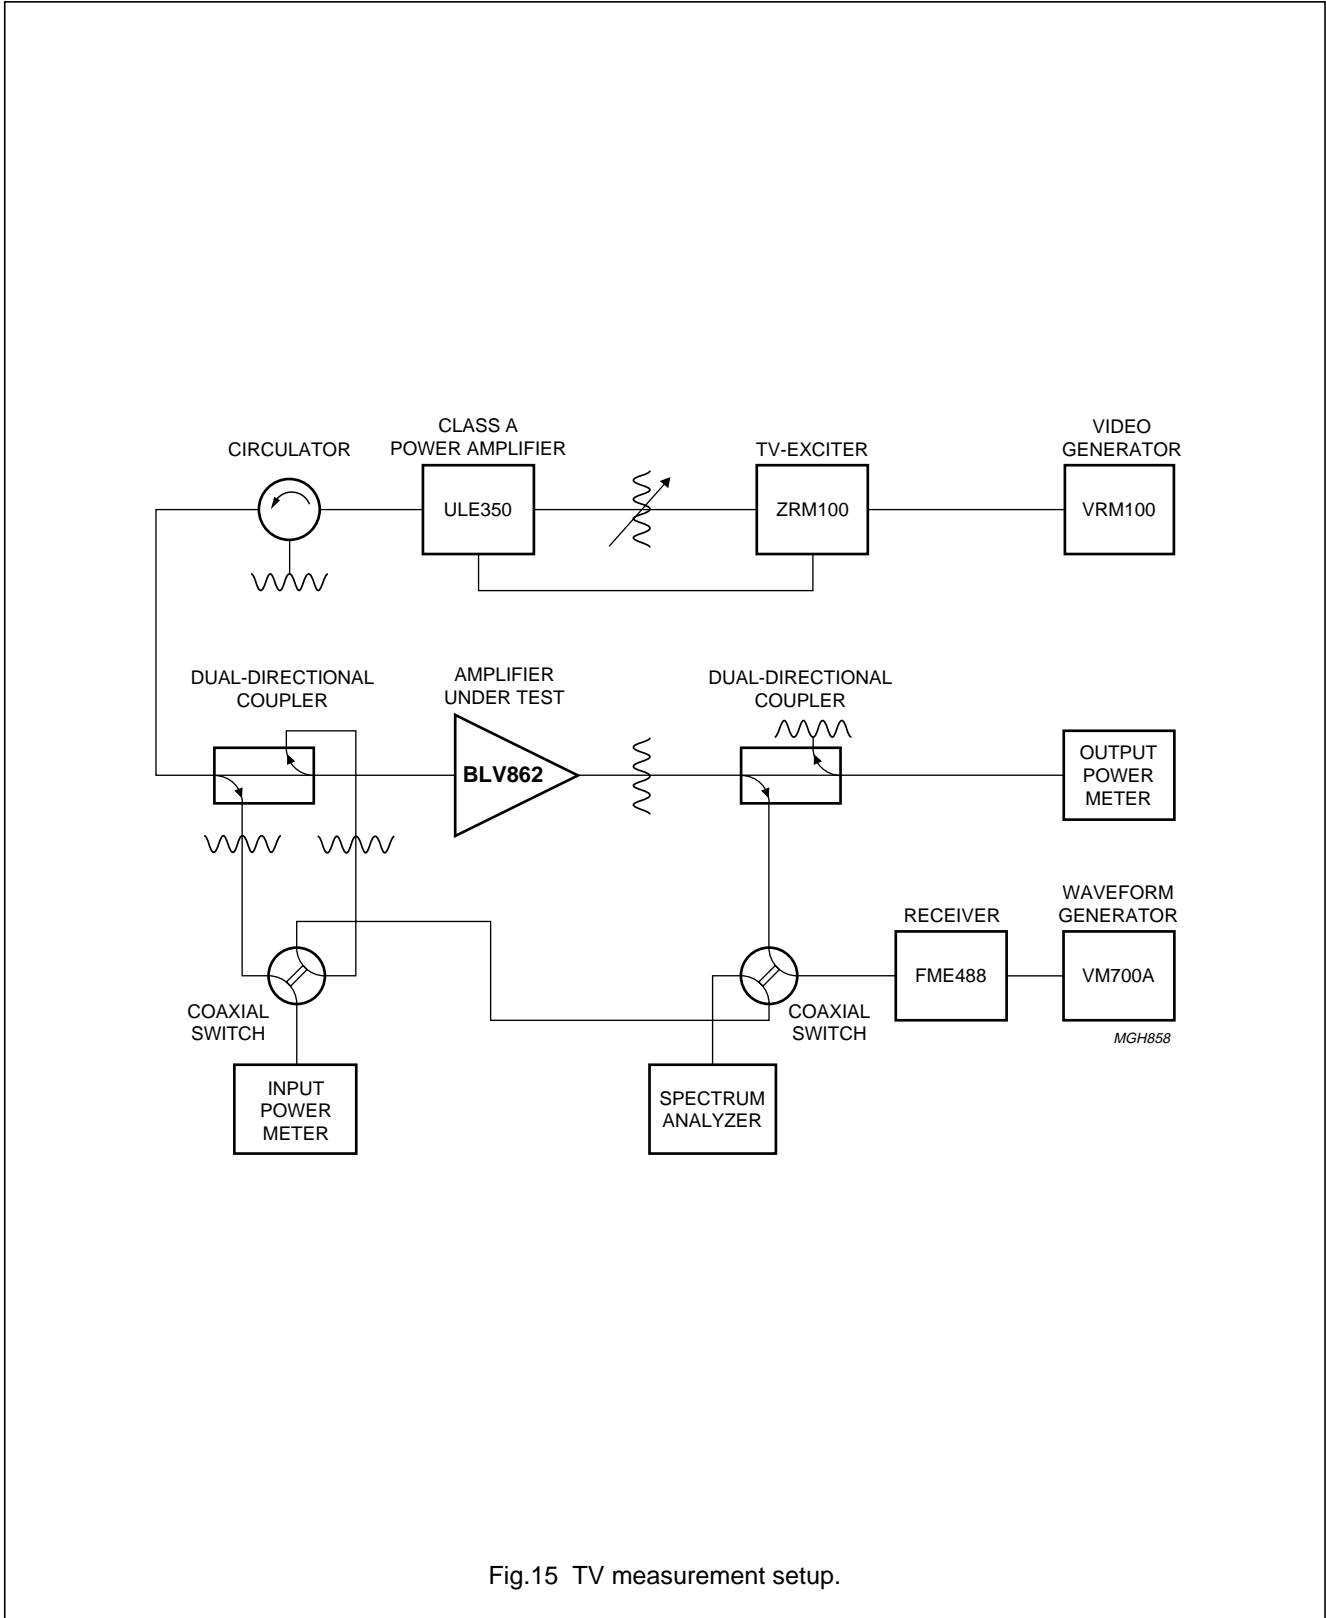 CIRCULATOR
CLASS A
POWER AMPLIFIER
TV-EXCITER
VIDEO
GENERATOR
ULE350
ZRM100
VRM100
DUAL-DIRECTIONAL
COUPLER
AMPLIFIER
UNDER TEST
DUAL-DIRECTIONAL
COUPLER
BLV862
OUTPUT
POWER
METER
RECEIVER
WAVEFORM
GENERATOR
FME488
VM700A
COAXIAL
SWITCH
COAXIAL
SWITCH
MGH858
INPUT
POWER
METER
SPECTRUM
ANALYZER
Fig.15 TV measurement setup.